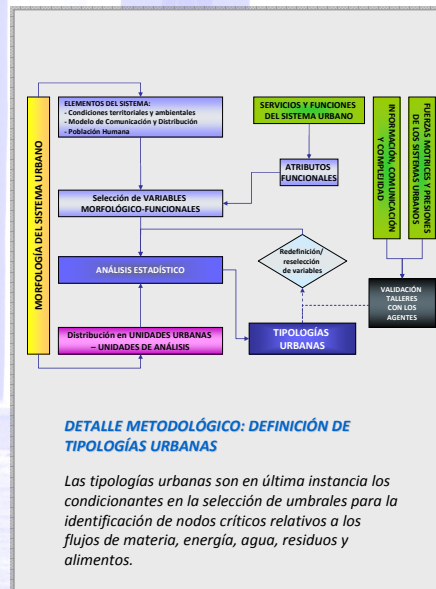 MORFOLOGÍA DEL SISTEMA URBANO
ELEMENTOS DEL SISTEMA:
- Condiciones territoriales y ambientales
- Modelo de Comunicación y Distribución
- Población Humana
SERVICIOS Y FUNCIONES
DEL SISTEMA URBANO
INFORMACIÓN, COMUNICACIÓN
Y COMPLEJIDAD
FUERZAS MOTRICES Y PRESIONES
DE LOS SISTEMAS URBANOS
ATRIBUTOS
FUNCIONALES
Selección de VARIABLES
MORFOLÓGICO-FUNCIONALES
ANÁLISIS ESTADÍSTICO
Redefinición/
reselección
de variables
VALIDACIÓN
TALLERES
CON LOS
AGENTES
Distribución en UNIDADES URBANAS
– UNIDADES DE ANÁLISIS
TIPOLOGÍAS
URBANAS
DETALLE METODOLÓGICO: DEFINICIÓN DE
TIPOLOGÍAS URBANAS
Las tipologías urbanas son en última instancia los
condicionantes en la selección de umbrales para la
identificación de nodos críticos relativos a los
flujos de materia, energía, agua, residuos y
alimentos.